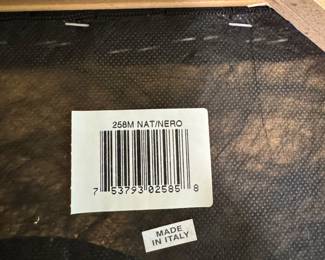 258M NAT/NERO
7 53793 02585 8
MADE
IN ITALY